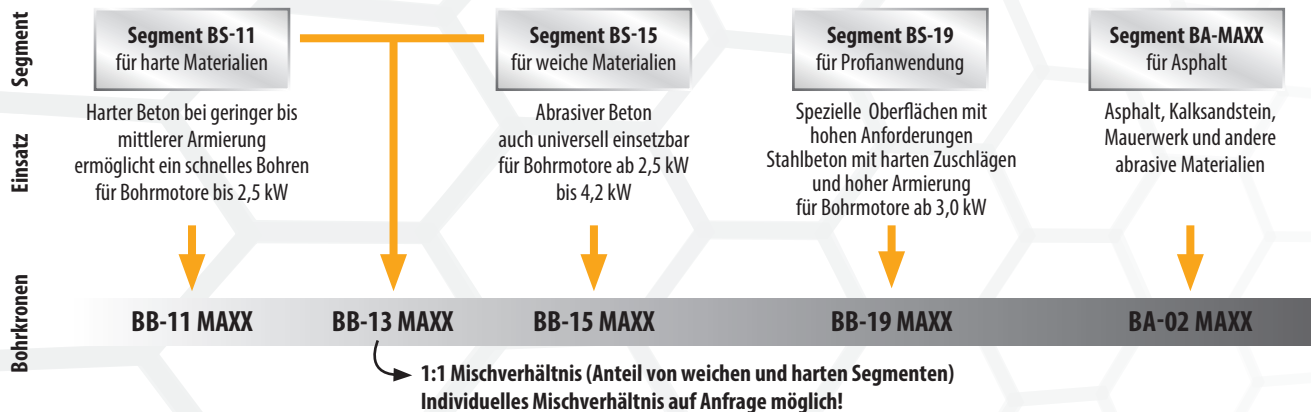 Segment
Segment BS-11
für harte Materialien
Segment BS-15
für weiche Materialien
Segment BS-19
für Profianwendung
Segment BA-MAXX
für Asphalt
Einsatz
Harter Beton bei geringer bis
mittlerer Armierung
ermöglicht ein schnelles Bohren
für Bohrmotore bis 2,5 kW
Abrasiver Beton
auch universell einsetzbar
für Bohrmotore ab 2,5 kW
bis 4,2 kW
Spezielle Oberflächen mit
hohen Anforderungen
Stahlbeton mit harten Zuschlägen
und hoher Armierung
für Bohrmotore ab 3,0 kW
Asphalt, Kalksandstein,
Mauerwerk und andere
abrasive Materialien
Bohrkronen
BB-11 MAXX
BB-13 MAXX
BB-15 MAXX
BB-19 MAXX
BA-02 MAXX
1:1 Mischverhältnis (Anteil von weichen und harten Segmenten)
Individuelles Mischverhältnis auf Anfrage möglich!